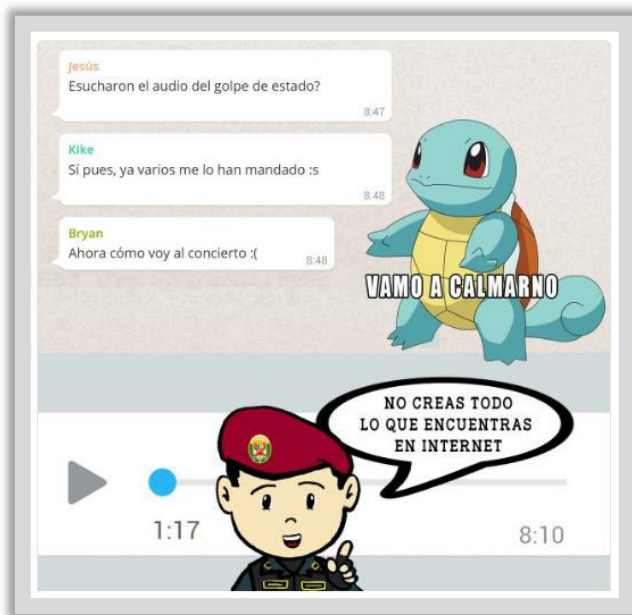 Jesús
Esucharon el audio del golpe de estado?
8:47
Kike
Sí pues, ya varios me lo han mandado :s
8:48
Bryan
Ahora cómo voy al concierto :(
8:48
VAMO A CALMARNO
NO CREAS TODO
LO QUE ENCUENTRAS
EN INTERNET
1:17
8:10